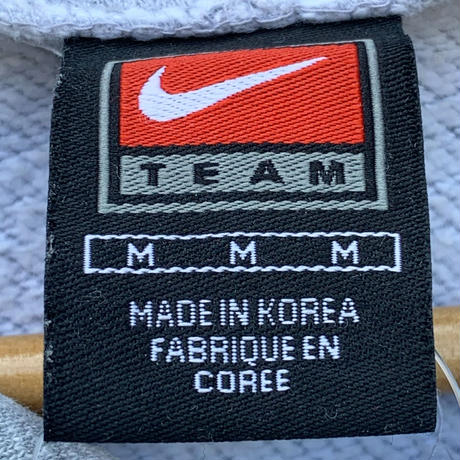 TEAM
M M M
MADE IN KOREA
FABRIQUE EN
COREE